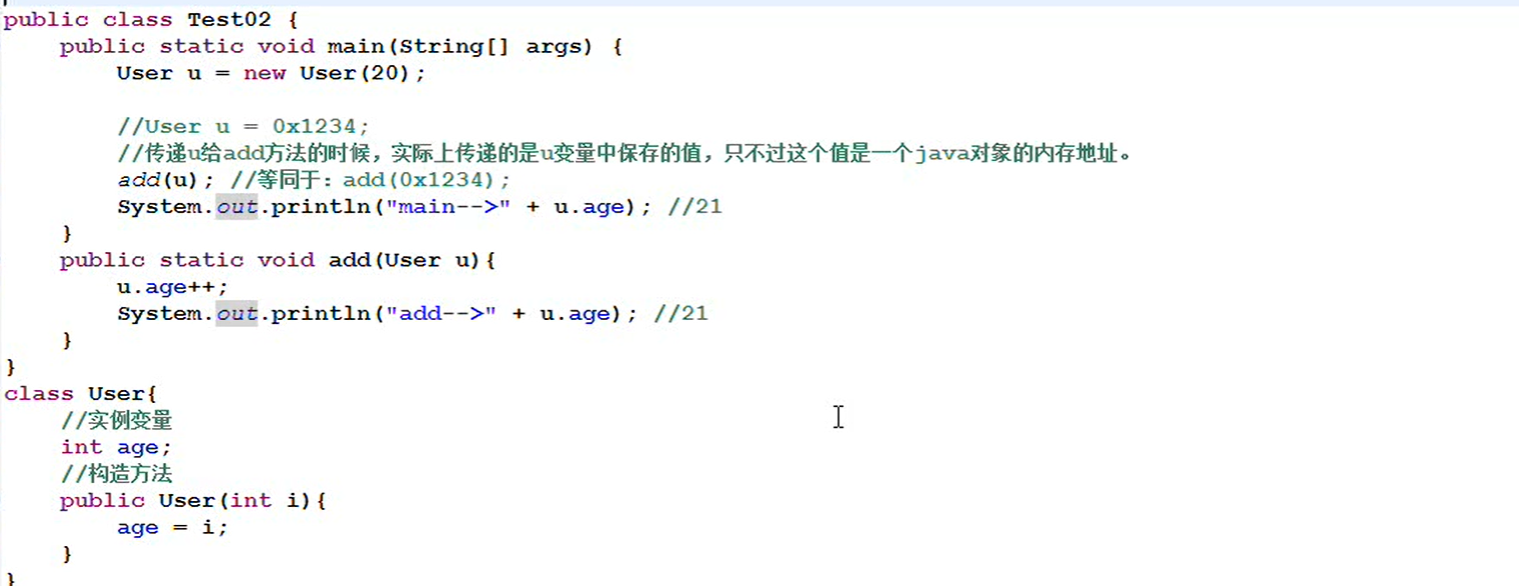 public class Test02 {
public static void main(String[] args) {
User u = new User(20);
//User u = 0x1234;
//传递u给add方法的时候，实际上传递的是u变量中保存的值，只不过这个值是一个java对象的内存地址。
add(u); //等同于：add(0x1234);
System.out.println("main-->" + u.age); //21
}
public static void add(User u){
u.age++;
System.out.println("add-->" + u.age); //21
}
}
class User{
//实例变量
int age;
//构造方法
public User(int i){
age = i;
}
}